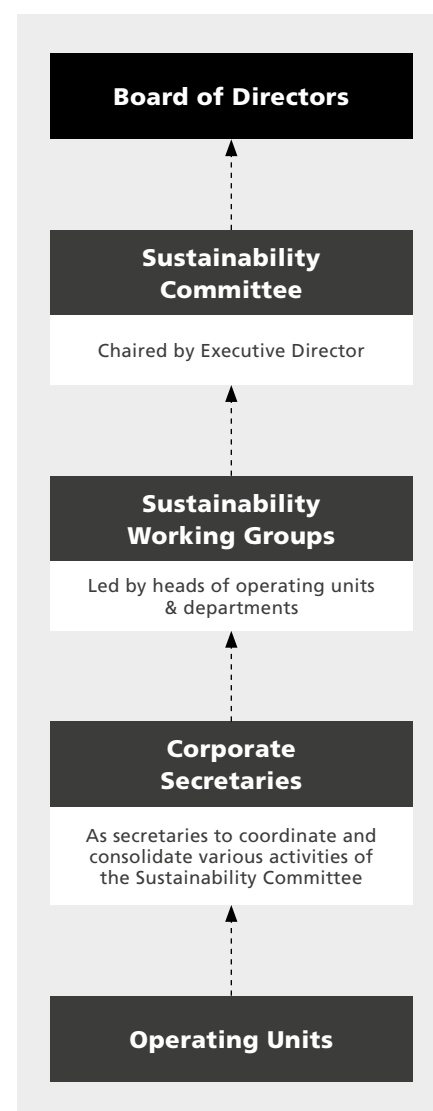 Board of Directors
Sustainability
Committee
Chaired by Executive Director
Sustainability
Working Groups
Led by heads of operating units
& departments
Corporate
Secretaries
As secretaries to coordinate and
consolidate various activities of
the Sustainability Committee
Operating Units